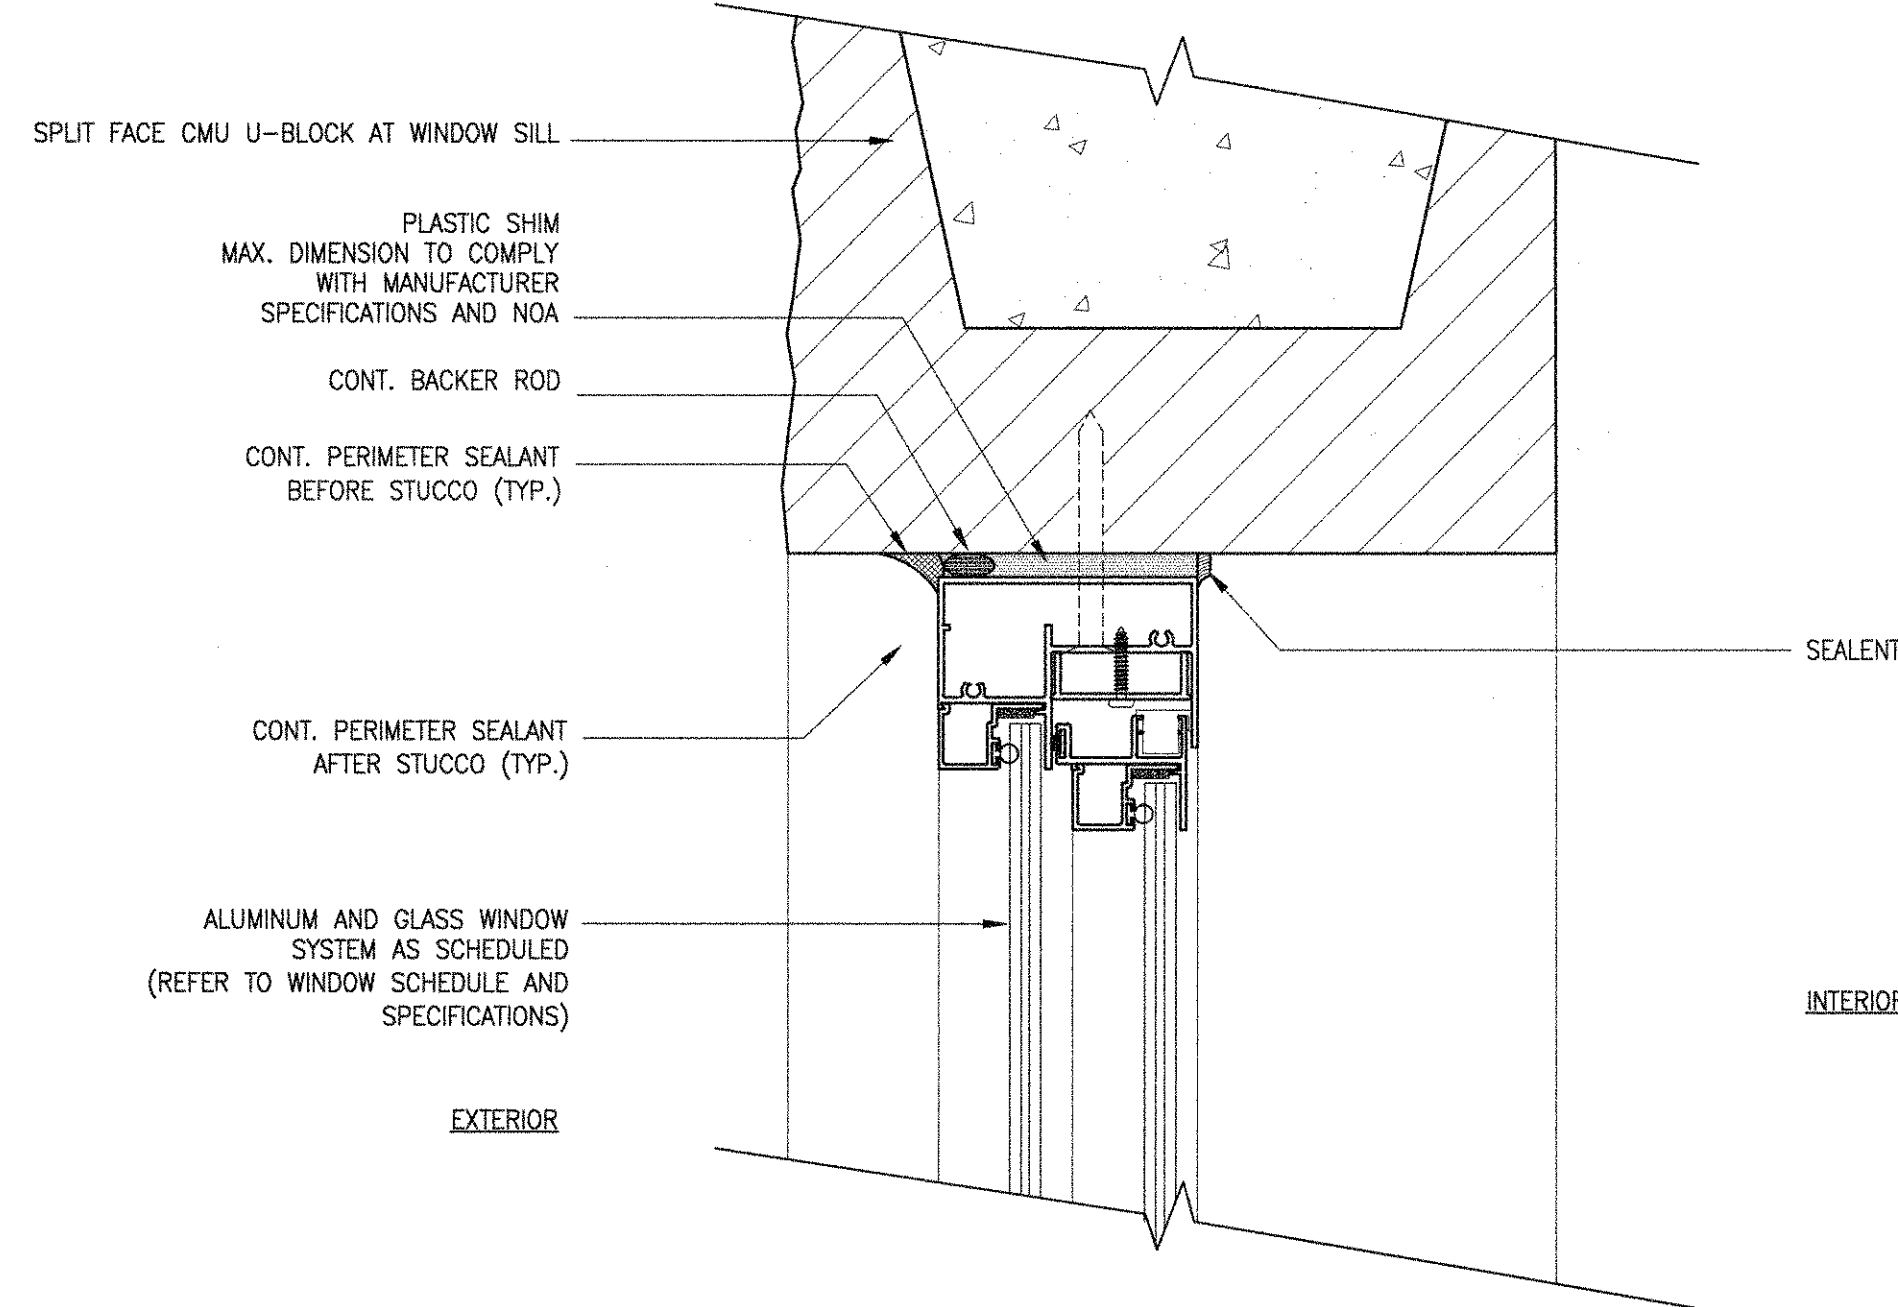 SPLIT FACE CMU U-BLOCK AT WINDOW SILL
PLASTIC SHIM
MAX. DIMENSION TO COMPLY
WITH MANUFACTURER
SPECIFICATIONS AND NOA
CONT. BACKER ROD
CONT. PERIMETER SEALANT
BEFORE STUCCO (TYP.)
SEALENT
CONT. PERIMETER SEALANT
AFTER STUCCO (TYP.)
ALUMINUM AND GLASS WINDOW
SYSTEM AS SCHEDULED
(REFER TO WINDOW SCHEDULE AND
SPECIFICATIONS)
INTERIOR
EXTERIOR